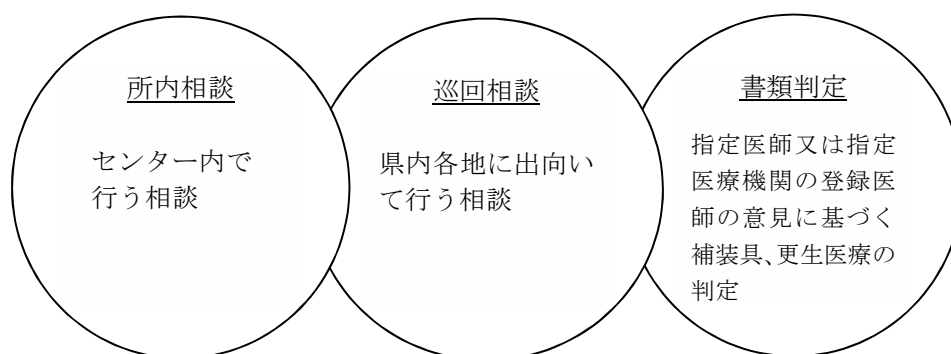 所内相談
センター内で
行う相談
巡回相談
県内各地に出向い
て行う相談
書類判定
指定医師又は指定
医療機関の登録医
師の意見に基づく
補装具、更生医療の
判定